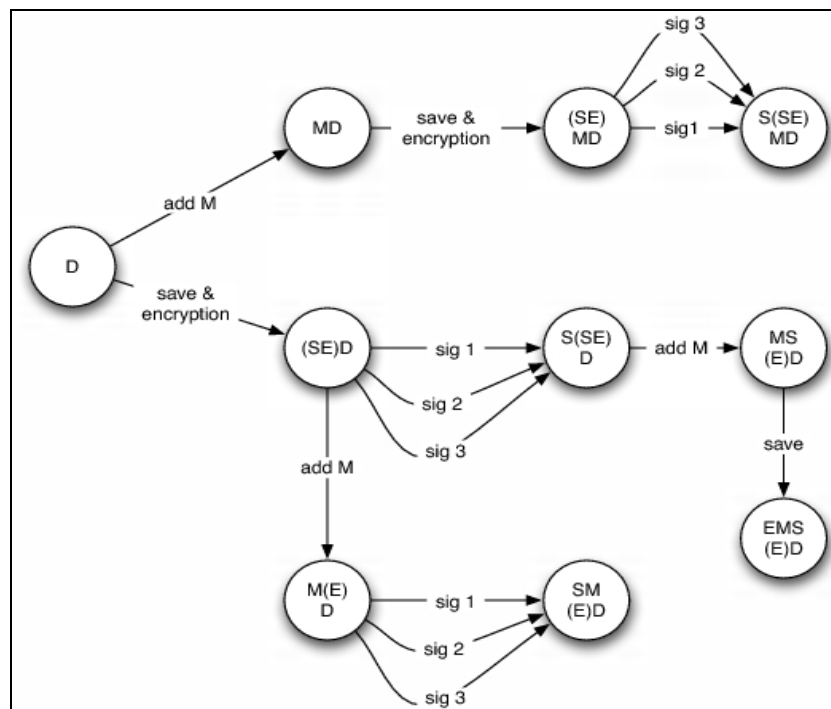 sig 3
sig 2
sig1
MD
save &
encryption
(SE)
MD
S(SE)
MD
add M
D
save &
encryption
(SE)D
sig 1
sig 2
sig 3
S(SE)
D
add M
MS
(E)D
add M
save
EMS
(E)D
M(E)
D
sig 1
sig 2
sig 3
SM
(E)D